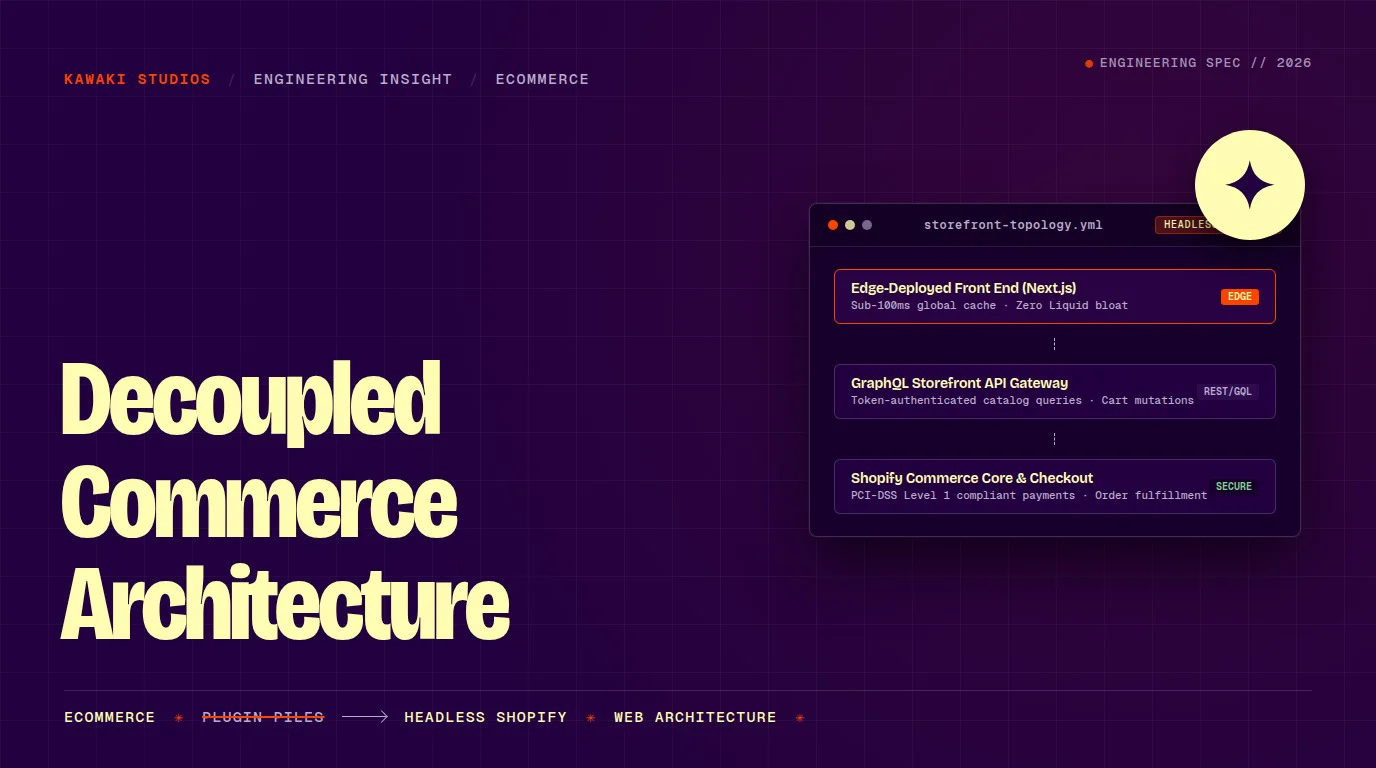 KAWAKI STUDIOS / ENGINEERING INSIGHT / ECOMMERCE
ENGINEERING SPEC // 2026
storefront-topology.yml
Edge-Deployed Front End (Next.js)
Sub-100ms global cache · Zero Liquid bloat
EDGE
GraphQL Storefront API Gateway
Token-authenticated catalog queries · Cart mutations
REST/GQL
Shopify Commerce Core & Checkout
PCI-DSS Level 1 compliant payments · Order fulfillment
SECURE
Decoupled
Commerce
Architecture
ECOMMERCE ✳ PLUGIN PILES → HEADLESS SHOPIFY ✳ WEB ARCHITECTURE ✳